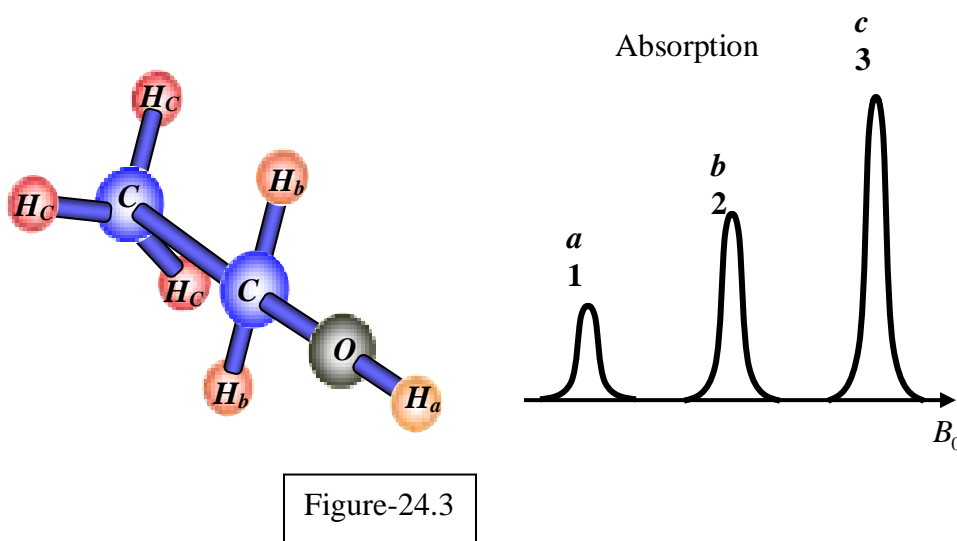 Absorption
c
3
b
2
a
1
H_C
H_C
H_C
C
H_b
C
H_b
O
H_a
B_0
Figure-24.3